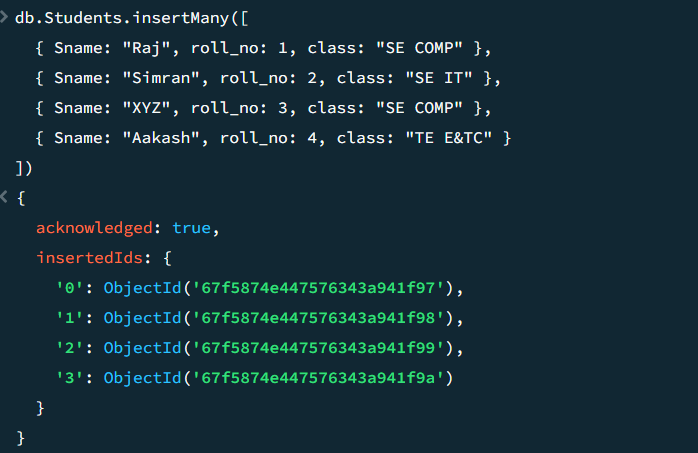 > db.Students.insertMany([
{ Sname: "Raj", roll_no: 1, class: "SE COMP" },
{ Sname: "Simran", roll_no: 2, class: "SE IT" },
{ Sname: "XYZ", roll_no: 3, class: "SE COMP" },
{ Sname: "Aakash", roll_no: 4, class: "TE E&TC" }
])
< {
acknowledged: true,
insertedIds: {
'0': ObjectId('67f5874e447576343a941f97'),
'1': ObjectId('67f5874e447576343a941f98'),
'2': ObjectId('67f5874e447576343a941f99'),
'3': ObjectId('67f5874e447576343a941f9a')
}
}